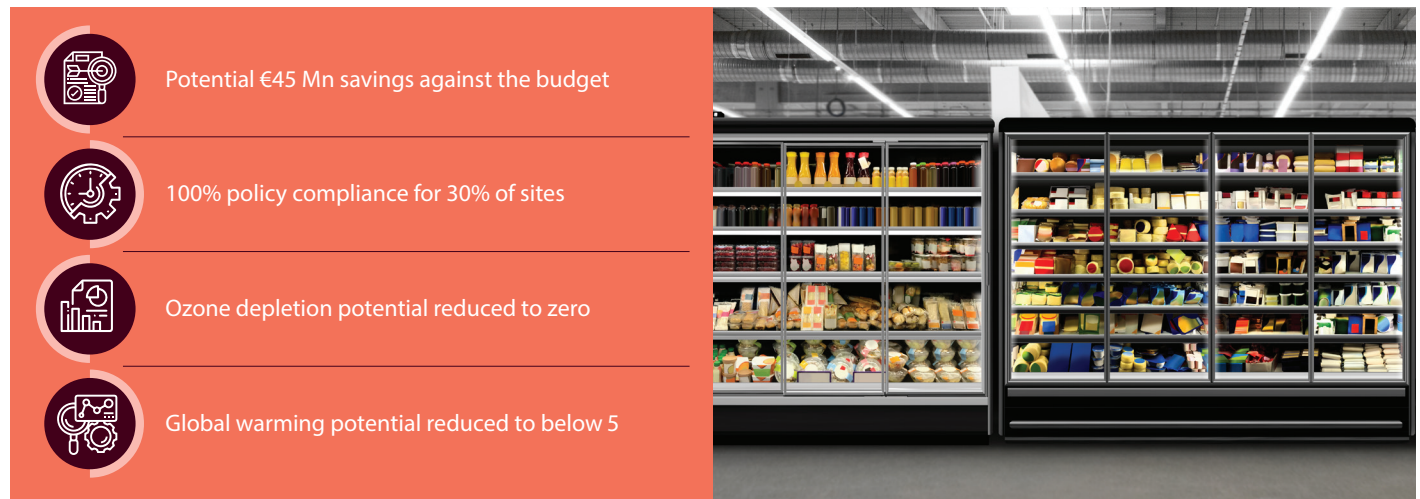 Potential €45 Mn savings against the budget
100% policy compliance for 30% of sites
Ozone depletion potential reduced to zero
Global warming potential reduced to below 5